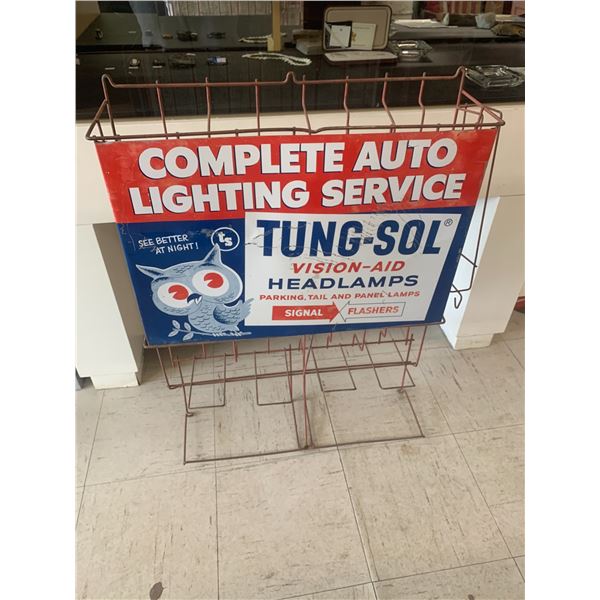 COMPLETE AUTO
LIGHTING SERVICE
SEE BETTER
AT NIGHT!
ts
TUNG-SOL®
VISION-AID
HEADLAMPS
PARKING, TAIL AND PANEL LAMPS
SIGNAL FLASHERS